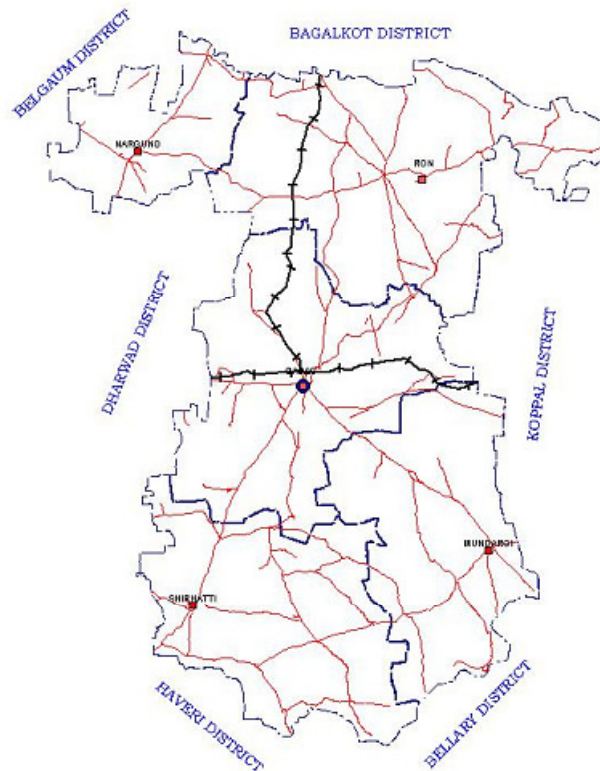 BAGALKOT DISTRICT
BELGAUM DISTRICT
NARGUND
RON
DHARWAD DISTRICT
KOPPAL DISTRICT
MUNDARGI
SHIRHATTI
HAVERI DISTRICT
BELLARY DISTRICT